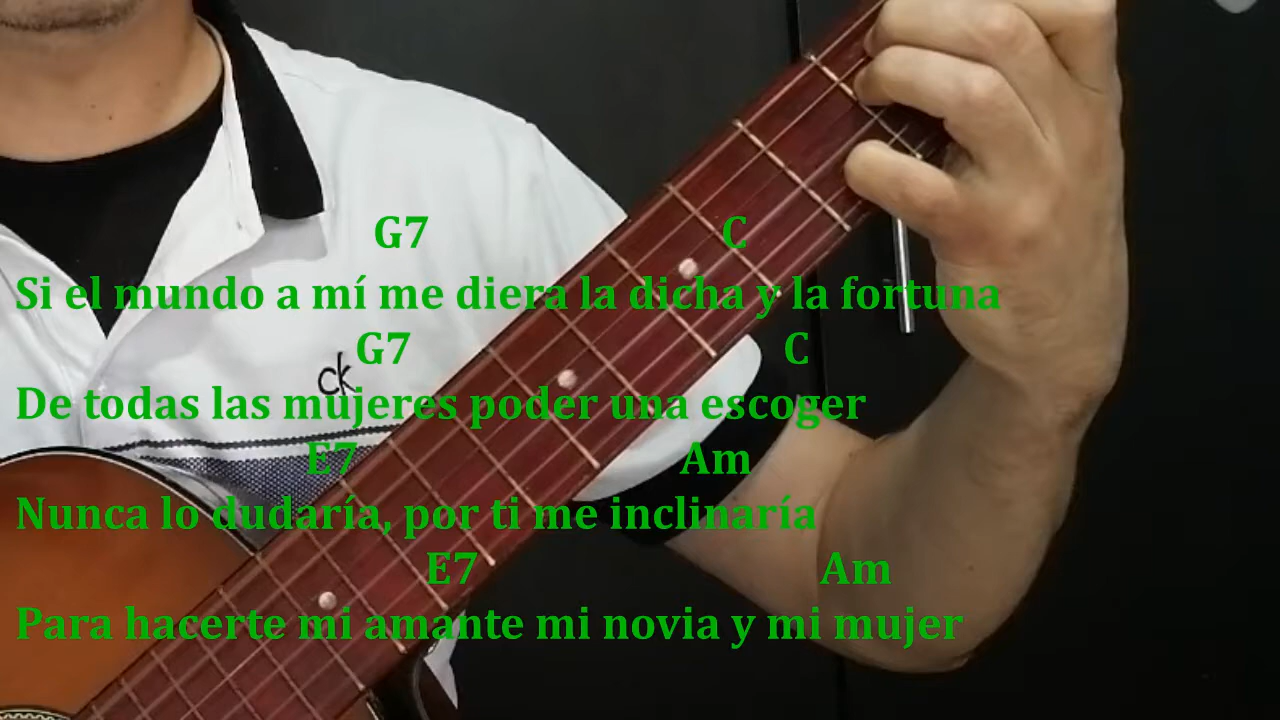 G7 C
Si el mundo a mí me diera la dicha y la fortuna
G7 C
ck
De todas las mujeres poder una escoger
E7 Am
Nunca lo dudaría, por ti me inclinaría
E7 Am
Para hacerte mi amante mi novia y mi mujer